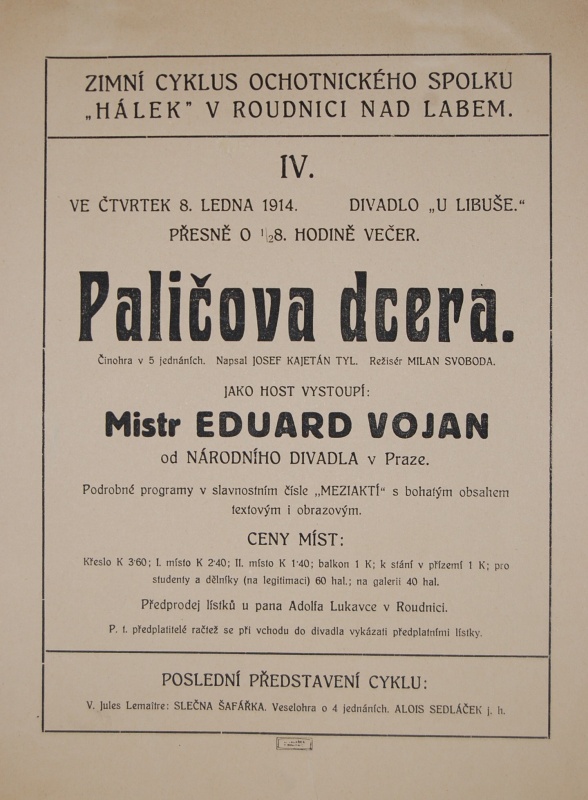 ZIMNÍ CYKLUS OCHOTNICKÉHO SPOLKU
„HÁLEK” V ROUDNICI NAD LABEM.
IV.
VE ČTVRTEK 8. LEDNA 1914. DIVADLO „U LIBUŠE.“
PŘESNĚ O ½8. HODINĚ VEČER.
Paličova dcera.
Činohra v 5 jednáních. Napsal JOSEF KAJETÁN TYL. Režisér MILAN SVOBODA.
JAKO HOST VYSTOUPÍ:
Mistr EDUARD VOJAN
od NÁRODNÍHO DIVADLA v Praze.
Podrobné programy v slavnostním čísle „MEZIAKTÍ“ s bohatým obsahem
textovým i obrazovým.
CENY MÍST:
Křeslo K 3·60; I. místo K 2·40; II. místo K 1·40; balkon 1 K; k stání v přízemí 1 K; pro
studenty a dělníky (na legitimaci) 60 hal.; na galerii 40 hal.
Předprodej lístků u pana Adolfa Lukavce v Roudnici.
P. t. předplatitelé račtež se při vchodu do divadla vykázati předplatními lístky.
POSLEDNÍ PŘEDSTAVENÍ CYKLU:
V. Jules Lemaître: SLEČNA ŠAFÁŘKA. Veselohra o 4 jednáních. ALOIS SEDLÁČEK j. h.